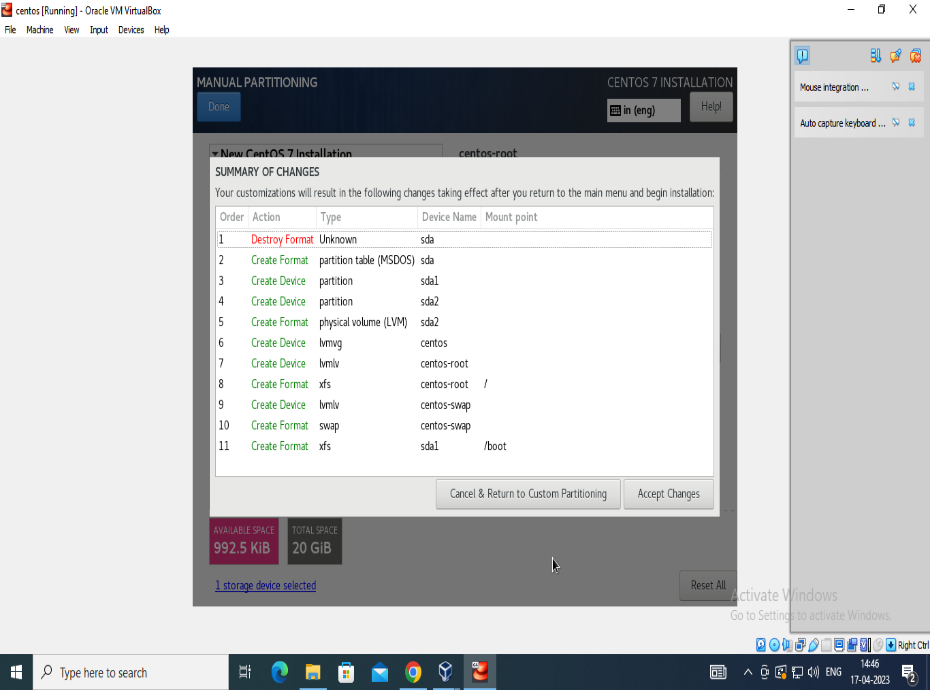 centos [Running] - Oracle VM VirtualBox
File Machine View Input Devices Help
MANUAL PARTITIONING
CENTOS 7 INSTALLATION
Done
in (eng)
Help!
New CentOS 7 Installation
centos-root
SUMMARY OF CHANGES
Your customizations will result in the following changes taking effect after you return to the main menu and begin installation:
Order Action Type Device Name Mount point
1 Destroy Format Unknown sda
2 Create Format partition table (MSDOS) sda
3 Create Device partition sda1
4 Create Device partition sda2
5 Create Format physical volume (LVM) sda2
6 Create Device lvmvg centos
7 Create Device lvmlv centos-root
8 Create Format xfs centos-root /
9 Create Device lvmlv centos-swap
10 Create Format swap centos-swap
11 Create Format xfs sda1 /boot
Cancel & Return to Custom Partitioning
Accept Changes
AVAILABLE SPACE
992.5 KiB
TOTAL SPACE
20 GiB
1 storage device selected
Reset All
Mouse integration ...
Auto capture keyboard ...
Activate Windows
Go to Settings to activate Windows.
Right Ctrl
Type here to search
ENG
14:46
17-04-2023
2